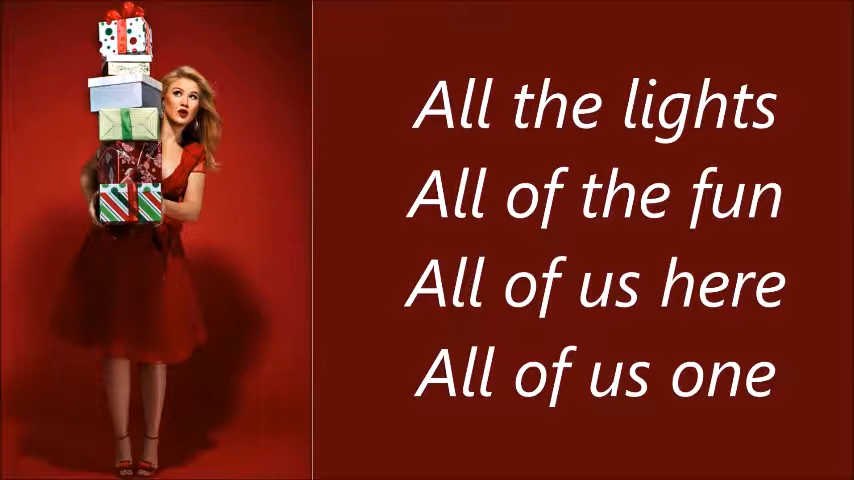 All the lights
All of the fun
All of us here
All of us one